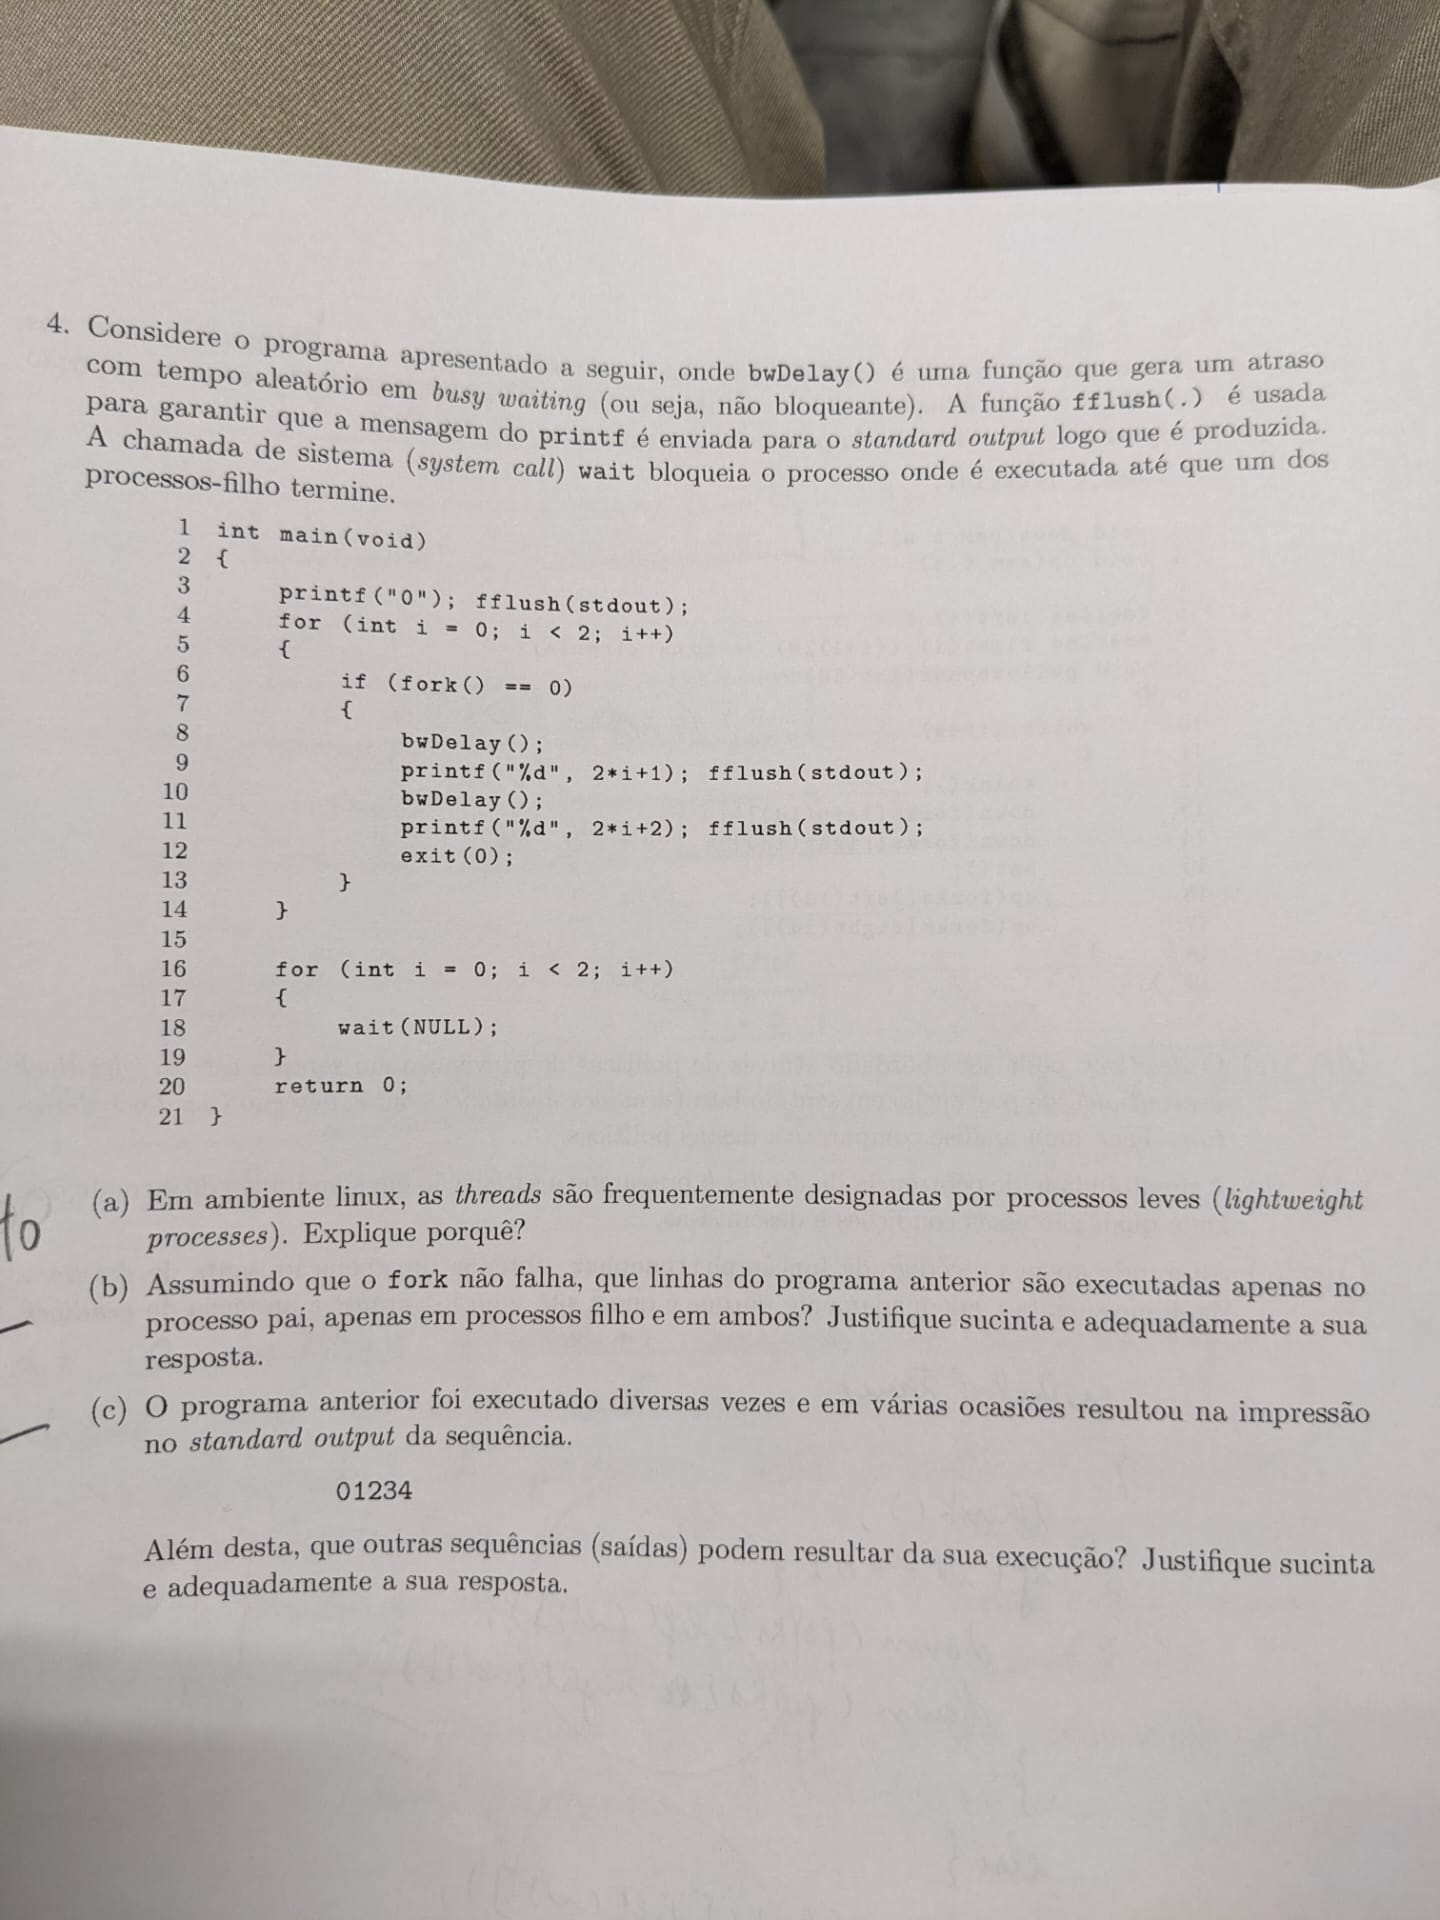 4. Considere o programa apresentado a seguir, onde bwDelay() é uma função que gera um atraso
com tempo aleatório em busy waiting (ou seja, não bloqueante). A função fflush(.) é usada
para garantir que a mensagem do printf é enviada para o standard output logo que é produzida.
A chamada de sistema (system call) wait bloqueia o processo onde é executada até que um dos
processos-filho termine.
1 int main(void)
2 {
3 printf("0"); fflush(stdout);
4 for (int i = 0; i < 2; i++)
5 {
6 if (fork() == 0)
7 {
8 bwDelay();
9 printf("%d", 2*i+1); fflush(stdout);
10 bwDelay();
11 printf("%d", 2*i+2); fflush(stdout);
12 exit(0);
13 }
14 }
15
16 for (int i = 0; i < 2; i++)
17 {
18 wait(NULL);
19 }
20 return 0;
21 }
(a) Em ambiente linux, as threads são frequentemente designadas por processos leves (lightweight
processes). Explique porquê?
to
(b) Assumindo que o fork não falha, que linhas do programa anterior são executadas apenas no
processo pai, apenas em processos filho e em ambos? Justifique sucinta e adequadamente a sua
resposta.
(c) O programa anterior foi executado diversas vezes e em várias ocasiões resultou na impressão
no standard output da sequência.
01234
Além desta, que outras sequências (saídas) podem resultar da sua execução? Justifique sucinta
e adequadamente a sua resposta.